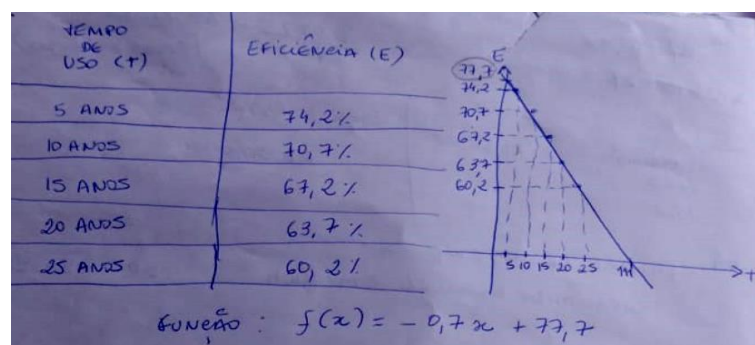 TEMPO
DE
USO (t)
EFICIÊNCIA (E)
5 ANOS
74,2%
10 ANOS
70,7%
15 ANOS
67,2%
20 ANOS
63,7%
25 ANOS
60,2%
E
77,7
74,2
70,7
67,2
63,7
60,2
5 10 15 20 25 111 t
FUNÇÃO : f(x) = -0,7x + 77,7